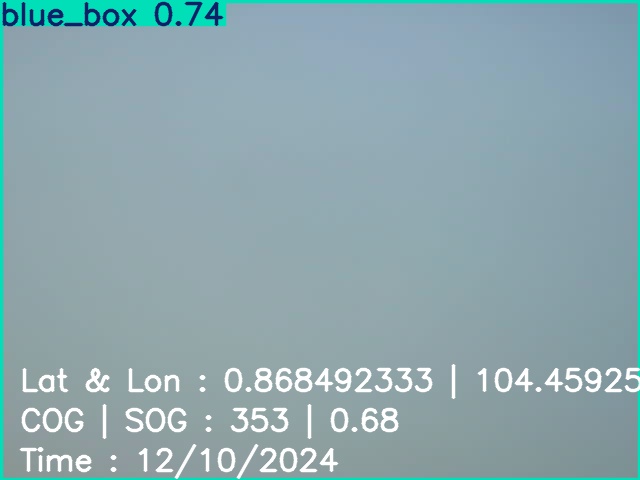 blue_box 0.74
Lat & Lon : 0.868492333 | 104.45925
COG | SOG : 353 | 0.68
Time : 12/10/2024